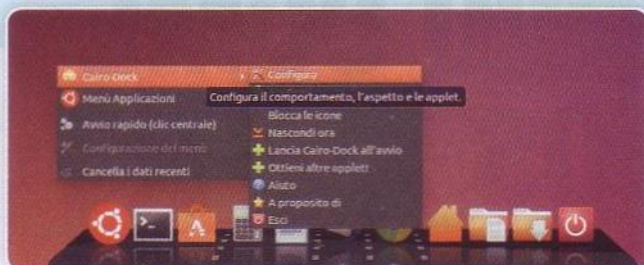 Cairo-Dock
Menù Applicazioni
Avvio rapido (clic centrale)
Configurazione del menù
Cancella i dati recenti
Configura
Configura il comportamento, l'aspetto e le applet.
Blocca le icone
Nascondi ora
Lancia Cairo-Dock all'avvio
Ottieni altre applet!
Aiuto
A proposito di
Esci